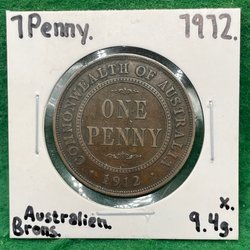 1 Penny. 1912.
COMMONWEALTH OF AUSTRALIA
ONE
PENNY
1912
Australien. x.
Brons. 9.4g.